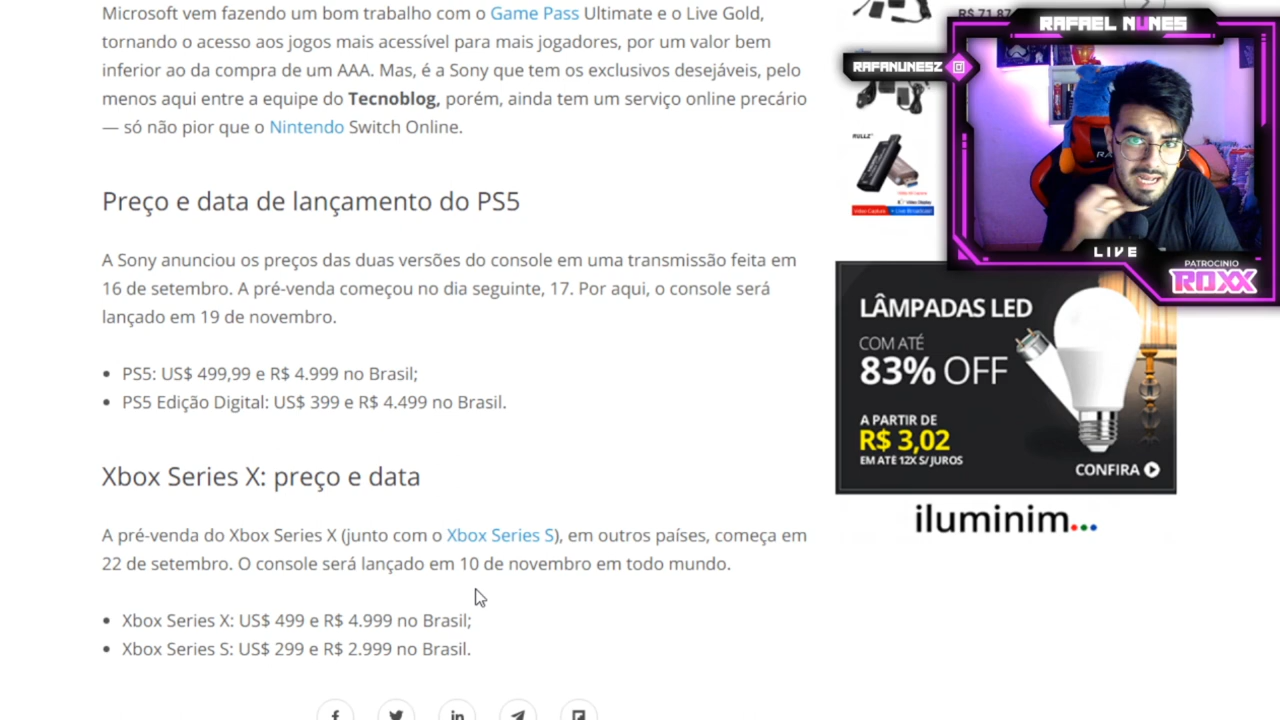 Microsoft vem fazendo um bom trabalho com o Game Pass Ultimate e o Live Gold,
tornando o acesso aos jogos mais acessível para mais jogadores, por um valor bem
inferior ao da compra de um AAA. Mas, é a Sony que tem os exclusivos desejáveis, pelo
menos aqui entre a equipe do Tecnoblog, porém, ainda tem um serviço online precário
— só não pior que o Nintendo Switch Online.
Preço e data de lançamento do PS5
A Sony anunciou os preços das duas versões do console em uma transmissão feita em
16 de setembro. A pré-venda começou no dia seguinte, 17. Por aqui, o console será
lançado em 19 de novembro.
• PS5: US$ 499,99 e R$ 4.999 no Brasil;
• PS5 Edição Digital: US$ 399 e R$ 4.499 no Brasil.
Xbox Series X: preço e data
A pré-venda do Xbox Series X (junto com o Xbox Series S), em outros países, começa em
22 de setembro. O console será lançado em 10 de novembro em todo mundo.
• Xbox Series X: US$ 499 e R$ 4.999 no Brasil;
• Xbox Series S: US$ 299 e R$ 2.999 no Brasil.
R$ 71,87
RAFAEL NUNES
RAFANUNESZ
RULLZ
Video Capture
Live Broadcast
LIVE
PATROCINIO
ROXX
LÂMPADAS LED
COM ATÉ
83% OFF
A PARTIR DE
R$ 3,02
EM ATÉ 12X S/ JUROS
CONFIRA
iluminim...